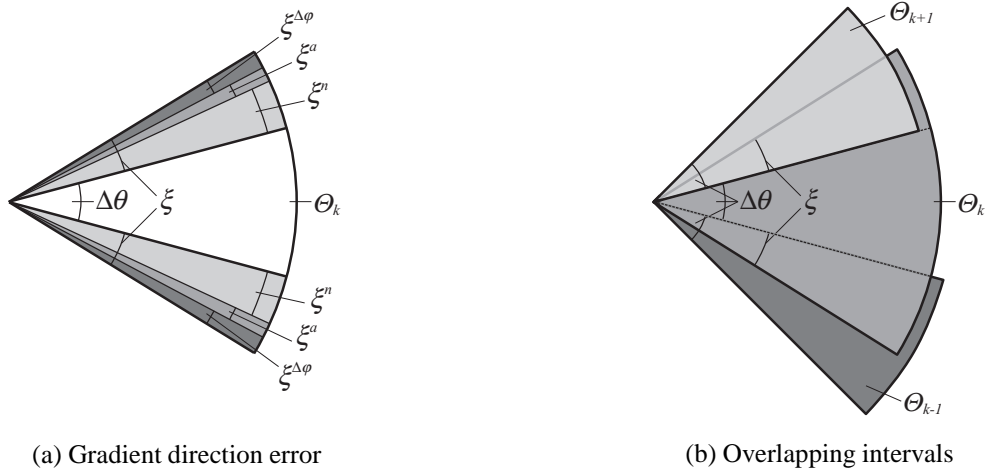 ξ^Δφ
ξ^a
ξ^n
Δθ ξ Θ_k
ξ^n
ξ^a
ξ^Δφ
(a) Gradient direction error
Θ_k+1
Δθ ξ Θ_k
Θ_k-1
(b) Overlapping intervals